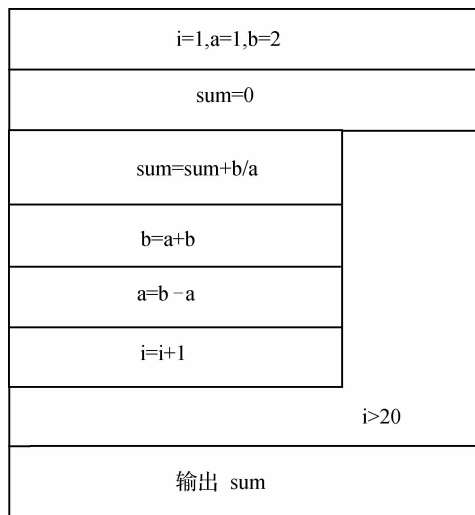 i=1,a=1,b=2
sum=0
sum=sum+b/a
b=a+b
a=b-a
i=i+1
i>20
输出 sum